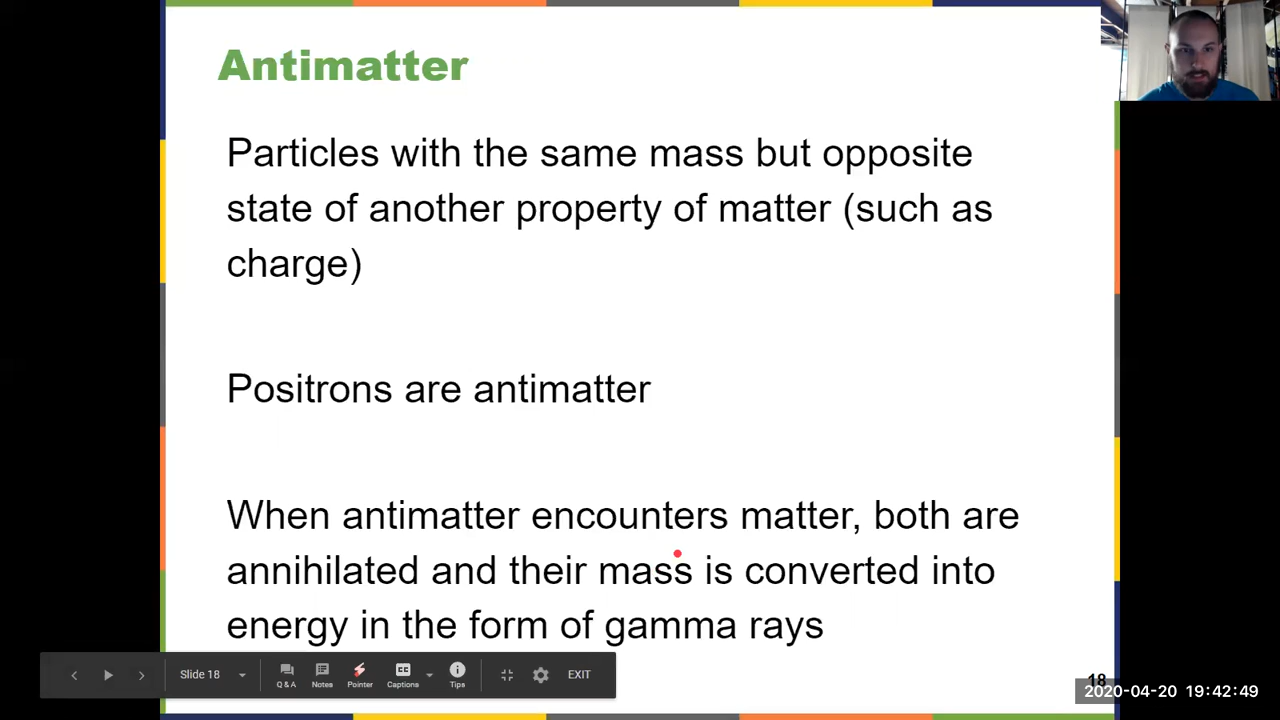 Antimatter
Particles with the same mass but opposite
state of another property of matter (such as
charge)
Positrons are antimatter
When antimatter encounters matter, both are
annihilated and their mass is converted into
energy in the form of gamma rays
Slide 18
Q & A
Notes
Pointer
CC
Captions
Tips
EXIT
18
2020-04-20 19:42:49